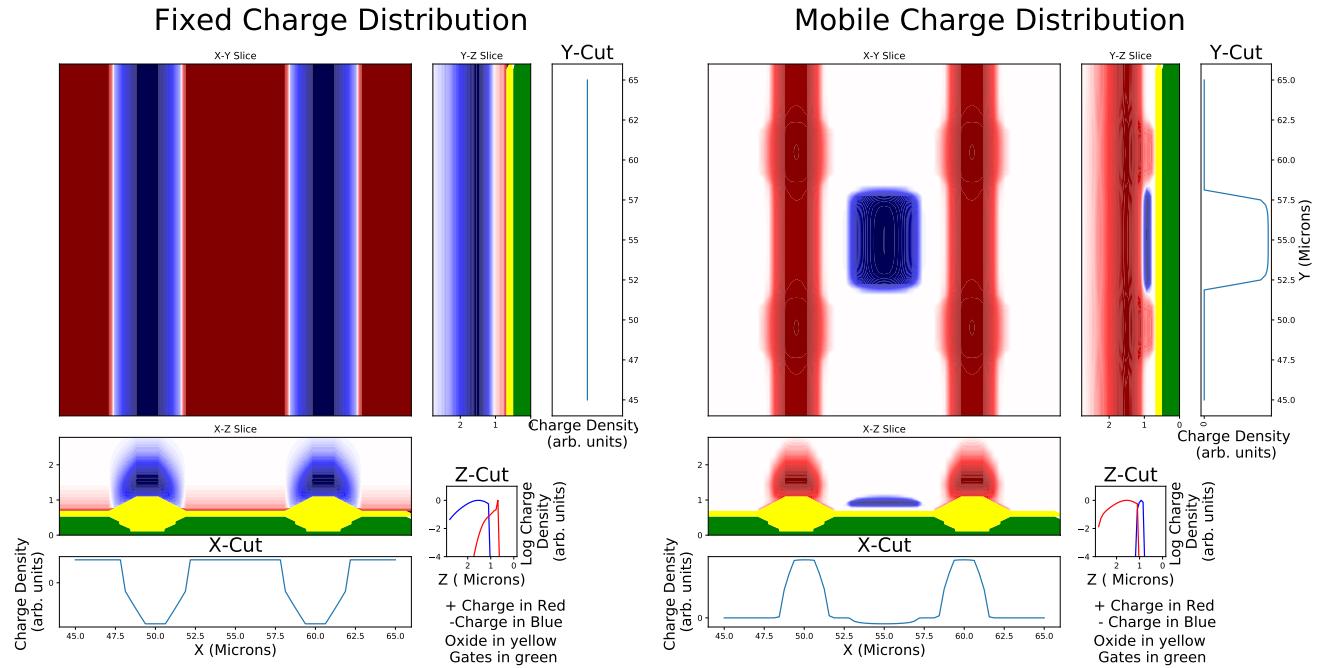 Fixed Charge Distribution
Mobile Charge Distribution
X-Y Slice
Y-Z Slice
Y-Cut
65
62
60
57
55
52
50
47
45
2 1
Charge Density
(arb. units)
X-Z Slice
2
1
0
Z-Cut
0
−2
−4
2 1 0
Log Charge
Density
(arb. units)
Z ( Microns)
X-Cut
Charge Density
(arb. units)
0
45.0 47.5 50.0 52.5 55.0 57.5 60.0 62.5 65.0
X (Microns)
+ Charge in Red
-Charge in Blue
Oxide in yellow
Gates in green
X-Y Slice
Y-Z Slice
Y-Cut
65.0
62.5
60.0
57.5
55.0
52.5
50.0
47.5
45.0
Y (Microns)
2 1 0
Charge Density
(arb. units)
X-Z Slice
2
1
0
Z-Cut
0
−2
−4
2 1 0
Log Charge
Density
(arb. units)
Z ( Microns)
X-Cut
Charge Density
(arb. units)
0
45.0 47.5 50.0 52.5 55.0 57.5 60.0 62.5 65.0
X (Microns)
+ Charge in Red
- Charge in Blue
Oxide in yellow
Gates in green